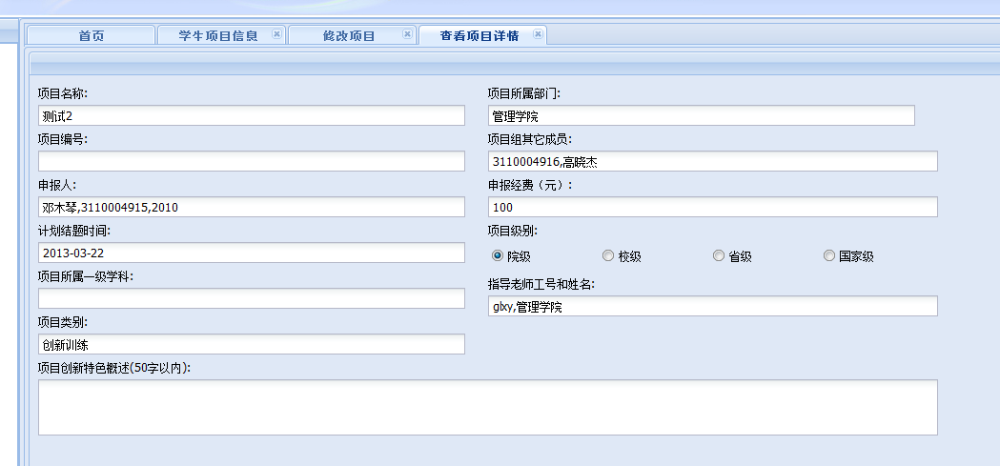 首页
学生项目信息
修改项目
查看项目详情
项目名称:
测试2
项目所属部门:
管理学院
项目编号:
项目组其它成员:
3110004916,高晓杰
申报人:
邓木琴,3110004915,2010
申报经费（元）:
100
计划结题时间:
2013-03-22
项目级别:
院级 校级 省级 国家级
项目所属一级学科:
指导老师工号和姓名:
glxy,管理学院
项目类别:
创新训练
项目创新特色概述(50字以内):